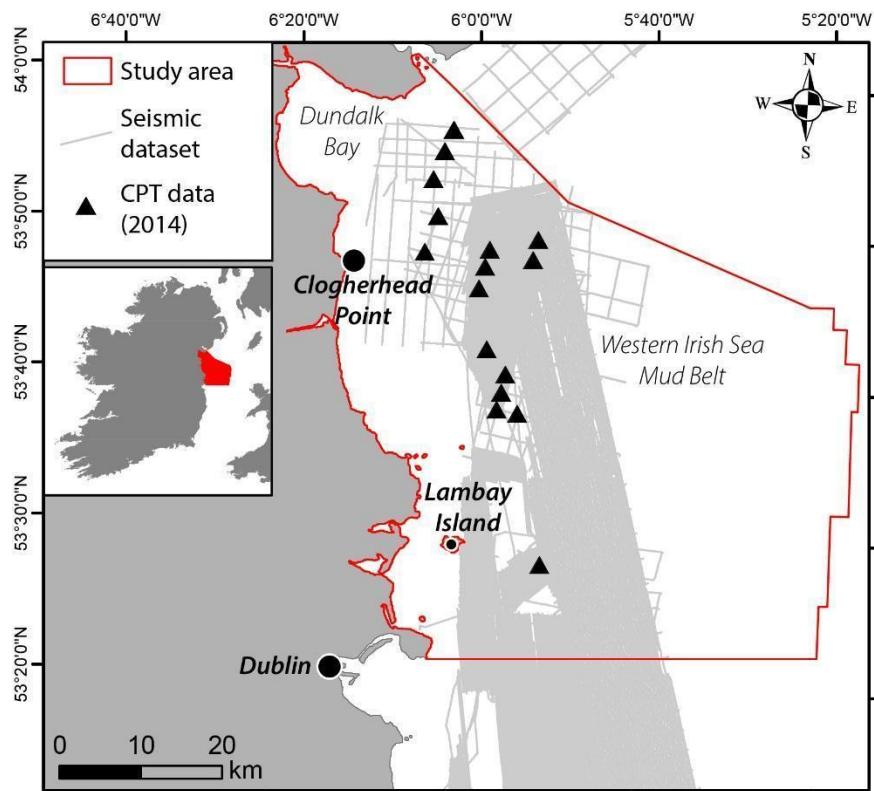 6°40'0"W
6°20'0"W
6°0'0"W
5°40'0"W
5°20'0"W
54°0'0"N
53°50'0"N
53°40'0"N
53°30'0"N
53°20'0"N
Study area
Seismic
dataset
CPT data
(2014)
Dundalk
Bay
N
W
E
S
Clogherhead
Point
Western Irish Sea
Mud Belt
Lambay
Island
Dublin
0
10
20
km